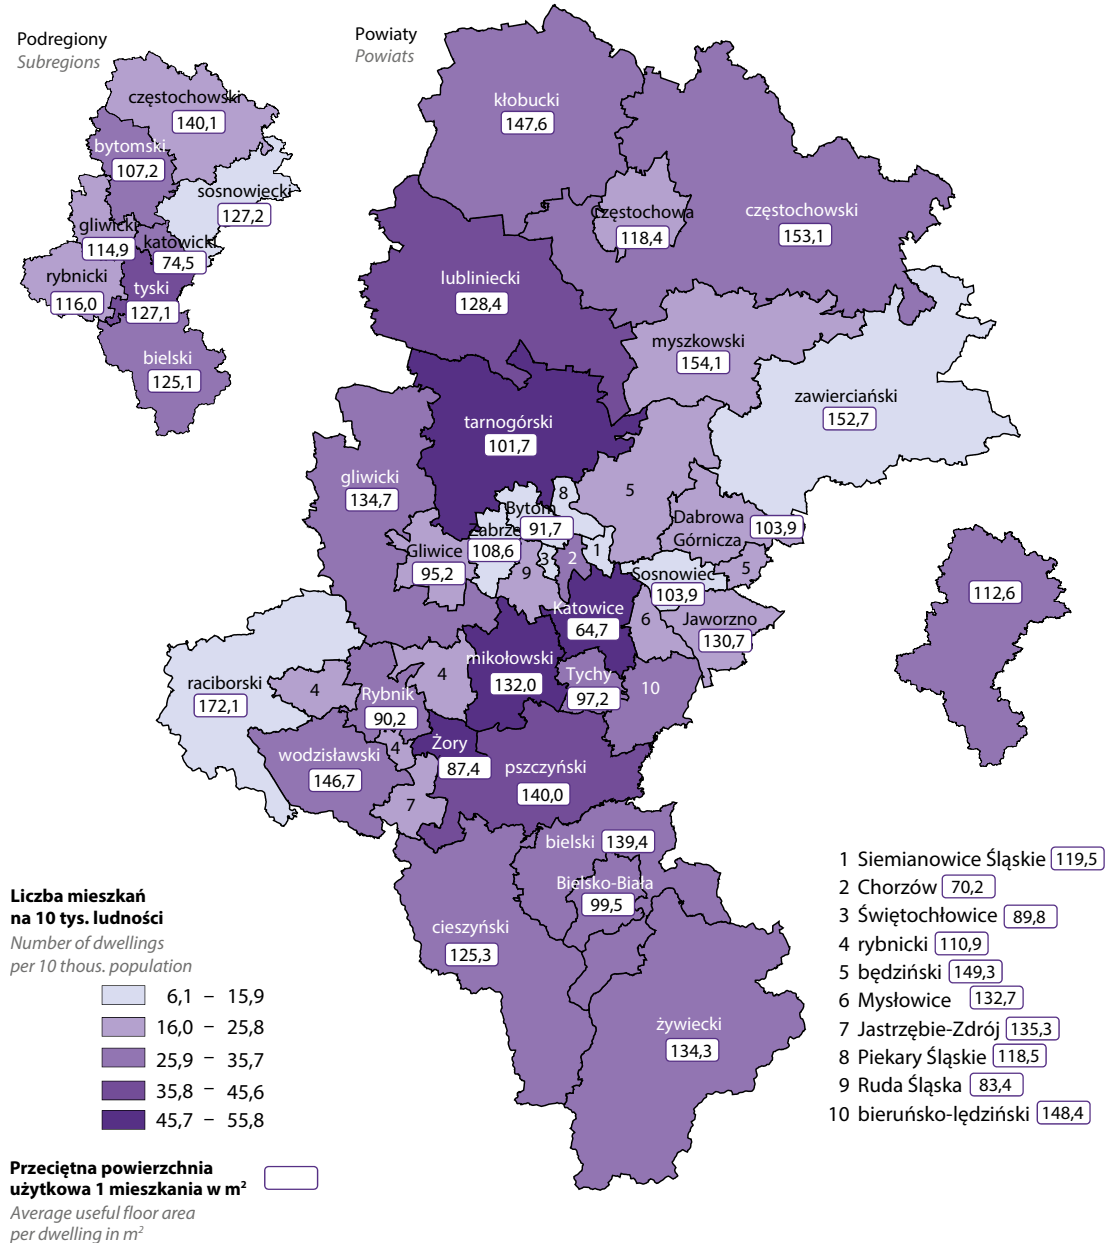 Podregiony
Subregions
częstochowski
140,1
bytomski
107,2
sosnowiecki
127,2
gliwicki
114,9
katowicki
74,5
rybnicki
116,0
tyski
127,1
bielski
125,1
Powiaty
Powiats
kłobucki
147,6
Częstochowa
118,4
częstochowski
153,1
lubliniecki
128,4
myszkowski
154,1
zawierciański
152,7
tarnogórski
101,7
gliwicki
134,7
8
5
Bytom
91,7
Zabrze
108,6
Dabrowa
Górnicza
103,9
Gliwice
95,2
3
2
1
9
5
Sosnowiec
103,9
112,6
Katowice
64,7
6
Jaworzno
130,7
mikołowski
132,0
Tychy
97,2
10
raciborski
172,1
4
4
Rybnik
90,2
4
Żory
87,4
wodzisławski
146,7
7
pszczyński
140,0
bielski 139,4
Bielsko-Biała
99,5
cieszyński
125,3
żywiecki
134,3
1 Siemianowice Śląskie 119,5
2 Chorzów 70,2
3 Świętochłowice 89,8
4 rybnicki 110,9
5 będziński 149,3
6 Mysłowice 132,7
7 Jastrzębie-Zdrój 135,3
8 Piekary Śląskie 118,5
9 Ruda Śląska 83,4
10 bieruńsko-lędziński 148,4
Liczba mieszkań
na 10 tys. ludności
Number of dwellings
per 10 thous. population
6,1 – 15,9
16,0 – 25,8
25,9 – 35,7
35,8 – 45,6
45,7 – 55,8
Przeciętna powierzchnia
użytkowa 1 mieszkania w m²
Average useful floor area
per dwelling in m²